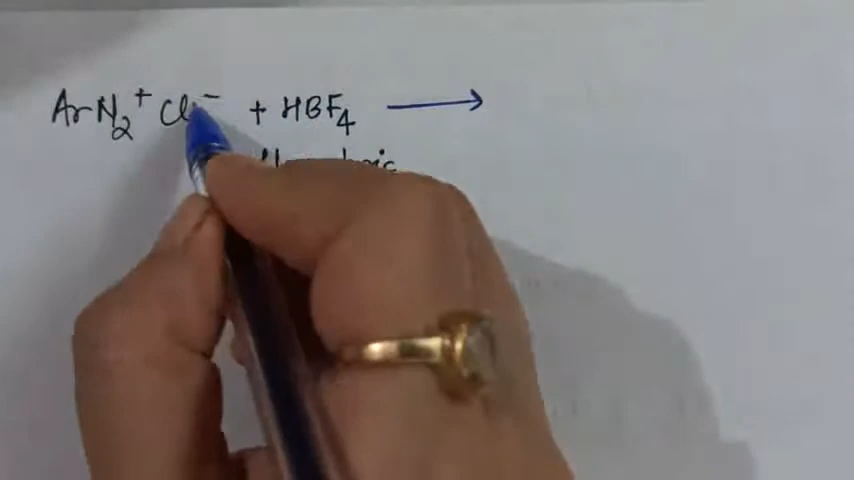 ArN₂⁺Cl⁻ + HBF₄ →